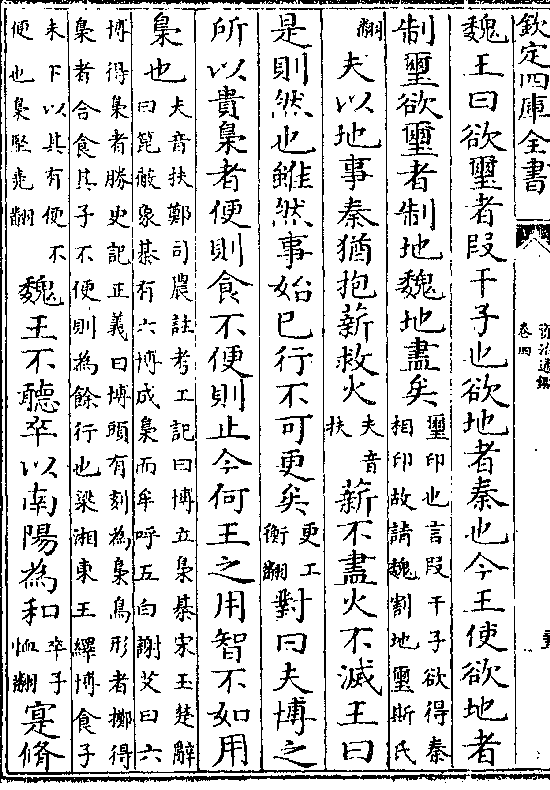 欽定四庫全書
資治通鑑
卷四
魏王曰欲璽者段干子也欲地者秦也今王使欲地者
制璽欲璽者制地魏地盡矣璽印也言段干子欲得秦
相印故請魏割地璽斯氏
翻夫以地事秦猶抱薪救火夫音
扶薪不盡火不滅王曰
是則然也雖然事始已行不可更矣更工
衡翻對曰夫博之
所以貴梟者便則食不便則止今何王之用智不如用
梟也夫音扶鄭司農註考工記曰博立梟棊宋玉楚辭
曰箆蔽象棊有六博成梟而牟呼五白謝艾曰六
博得梟者勝史記正義曰博頭有刻為梟鳥形者擲得
梟者合食其子不便則為餘行也梁湘東王繹博食子
未下以其有便不
便也梟堅堯翻魏王不聽卒以南陽為和卒子
恤翻寔脩